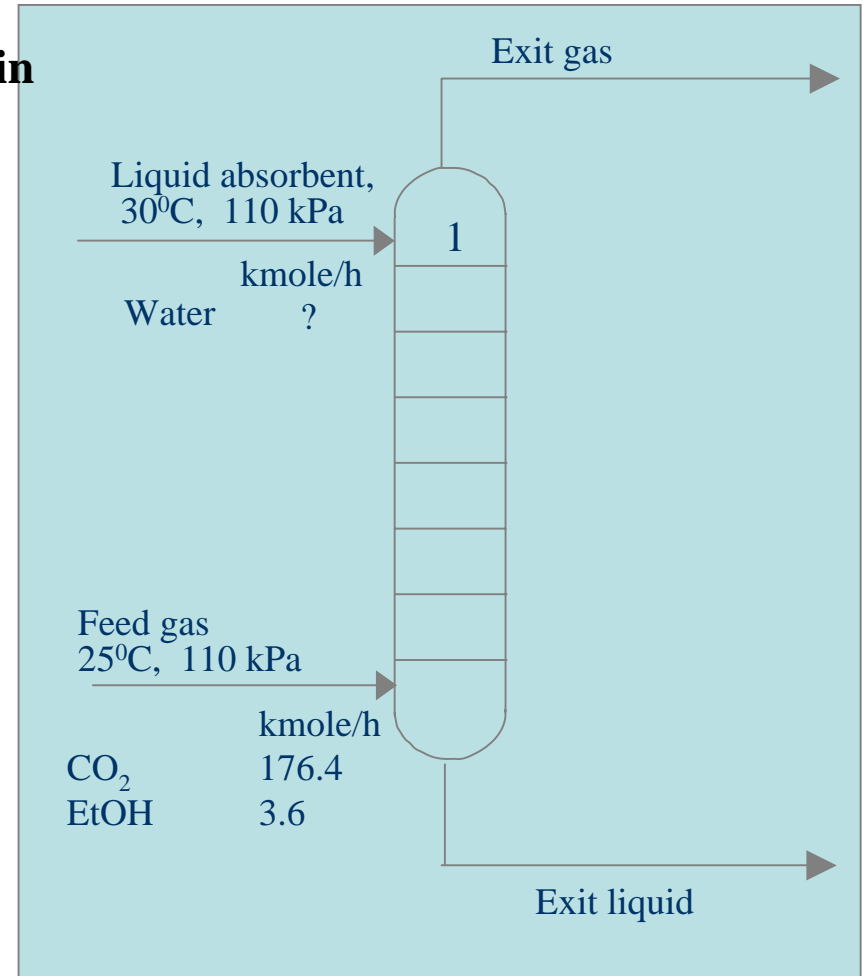 in
Exit gas
Liquid absorbent,
30⁰C, 110 kPa
1
kmole/h
Water ?
Feed gas
25⁰C, 110 kPa
kmole/h
CO₂ 176.4
EtOH 3.6
Exit liquid